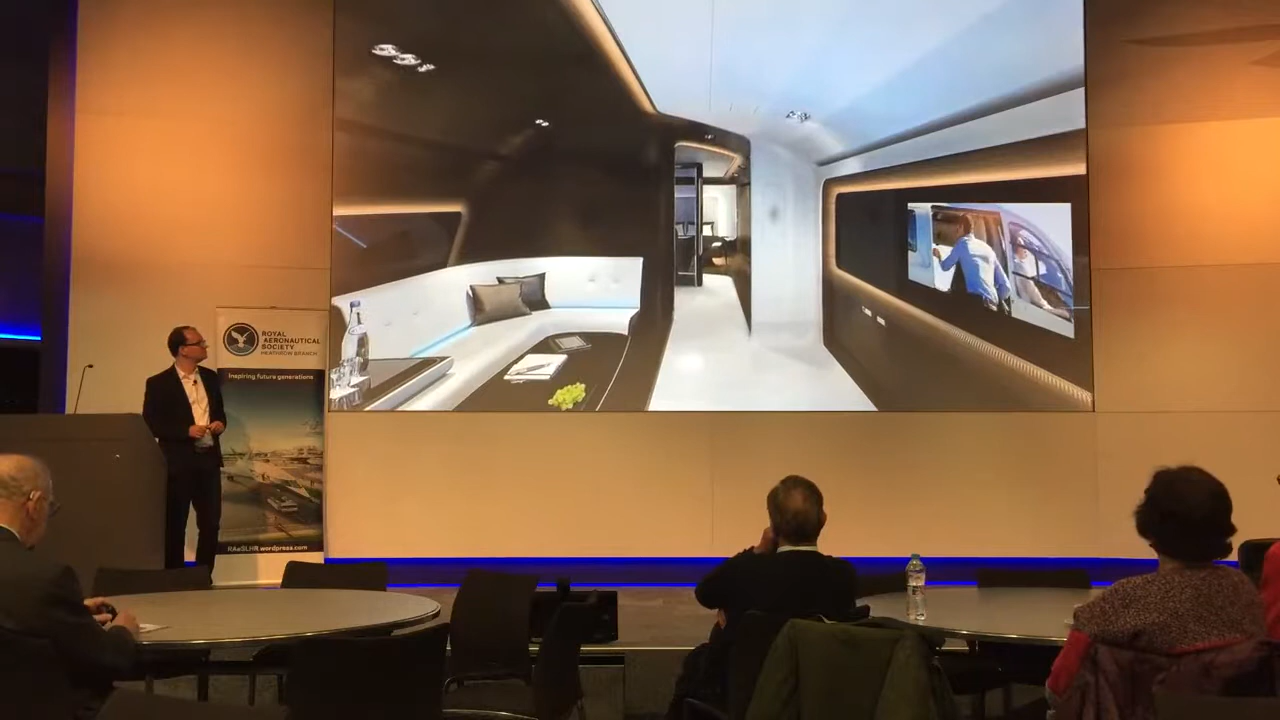 ROYAL
AERONAUTICAL
SOCIETY
HEATHROW BRANCH
Inspiring future generations
RAeSLHR.wordpress.com